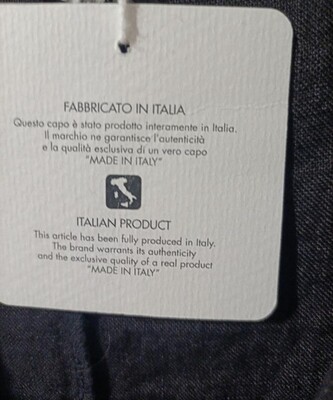 FABBRICATO IN ITALIA
Questo capo è stato prodotto interamente in Italia.
Il marchio ne garantisce l'autenticità
e la qualità esclusiva di un vero capo
"MADE IN ITALY"
ITALIAN PRODUCT
This article has been fully produced in Italy.
The brand warrants its authenticity
and the exclusive quality of a real product
"MADE IN ITALY"